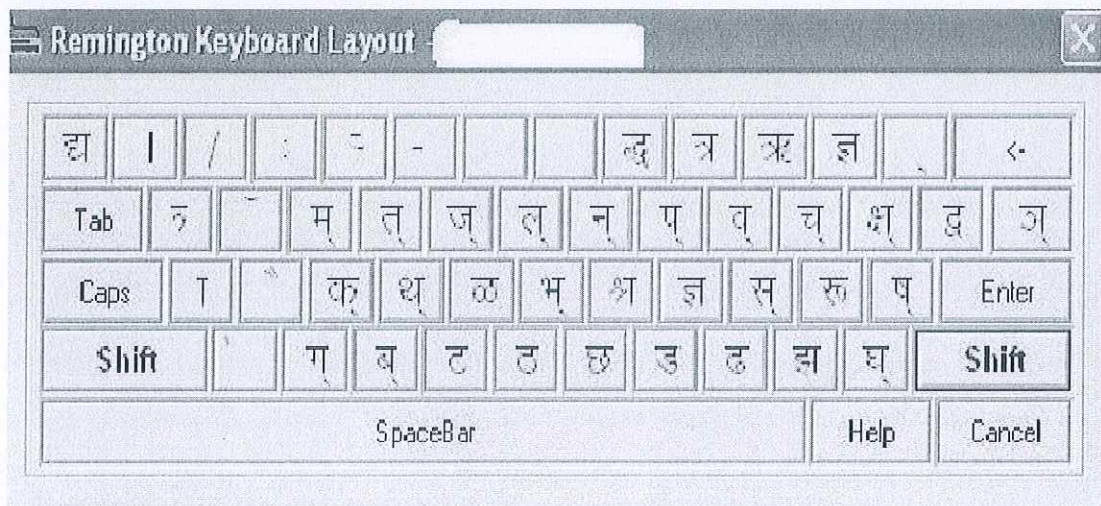 Remington Keyboard Layout -
द्य | / : - द्ध त्र ऋ ज्ञ <-
Tab म् त् ज् ल् न् प् व् च् क्ष् द्व ञ्
Caps ा क् थ् ळ भ् श्र ज्ञ स् रू ष् Enter
Shift ग् ब् ट ठ छ ड ढ झ घ् Shift
SpaceBar Help Cancel